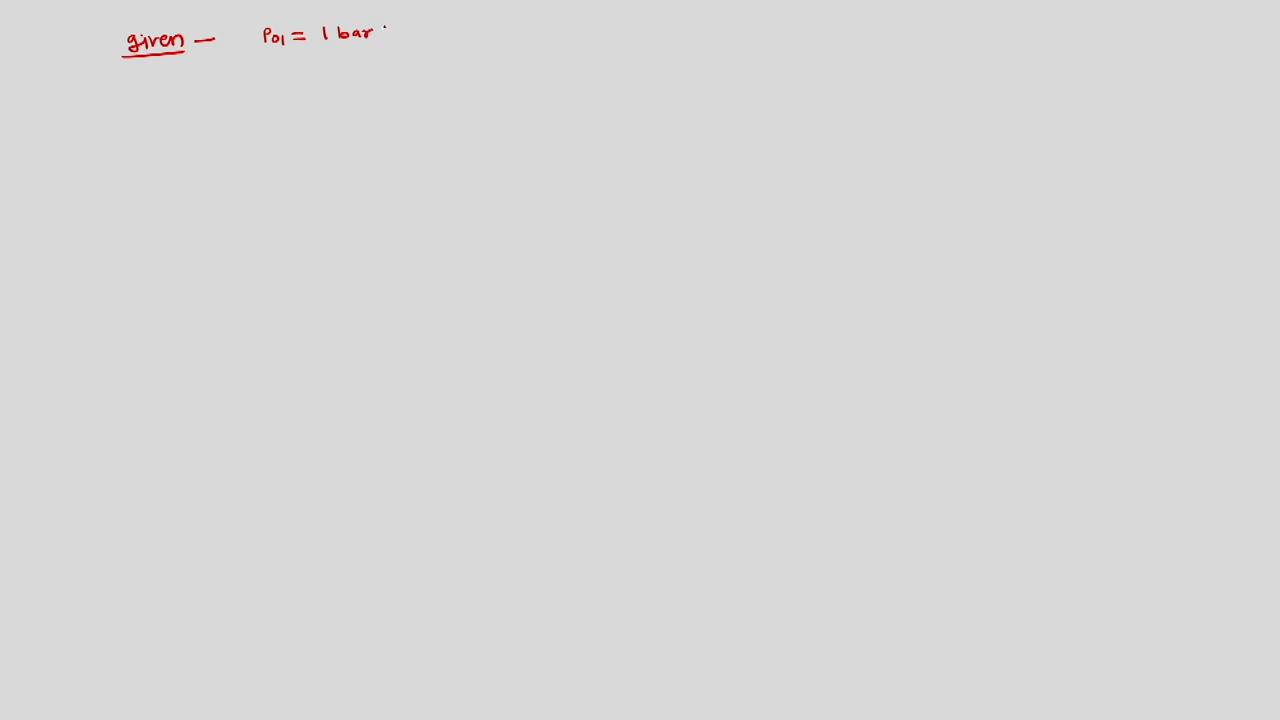 given — P01 = 1 bar